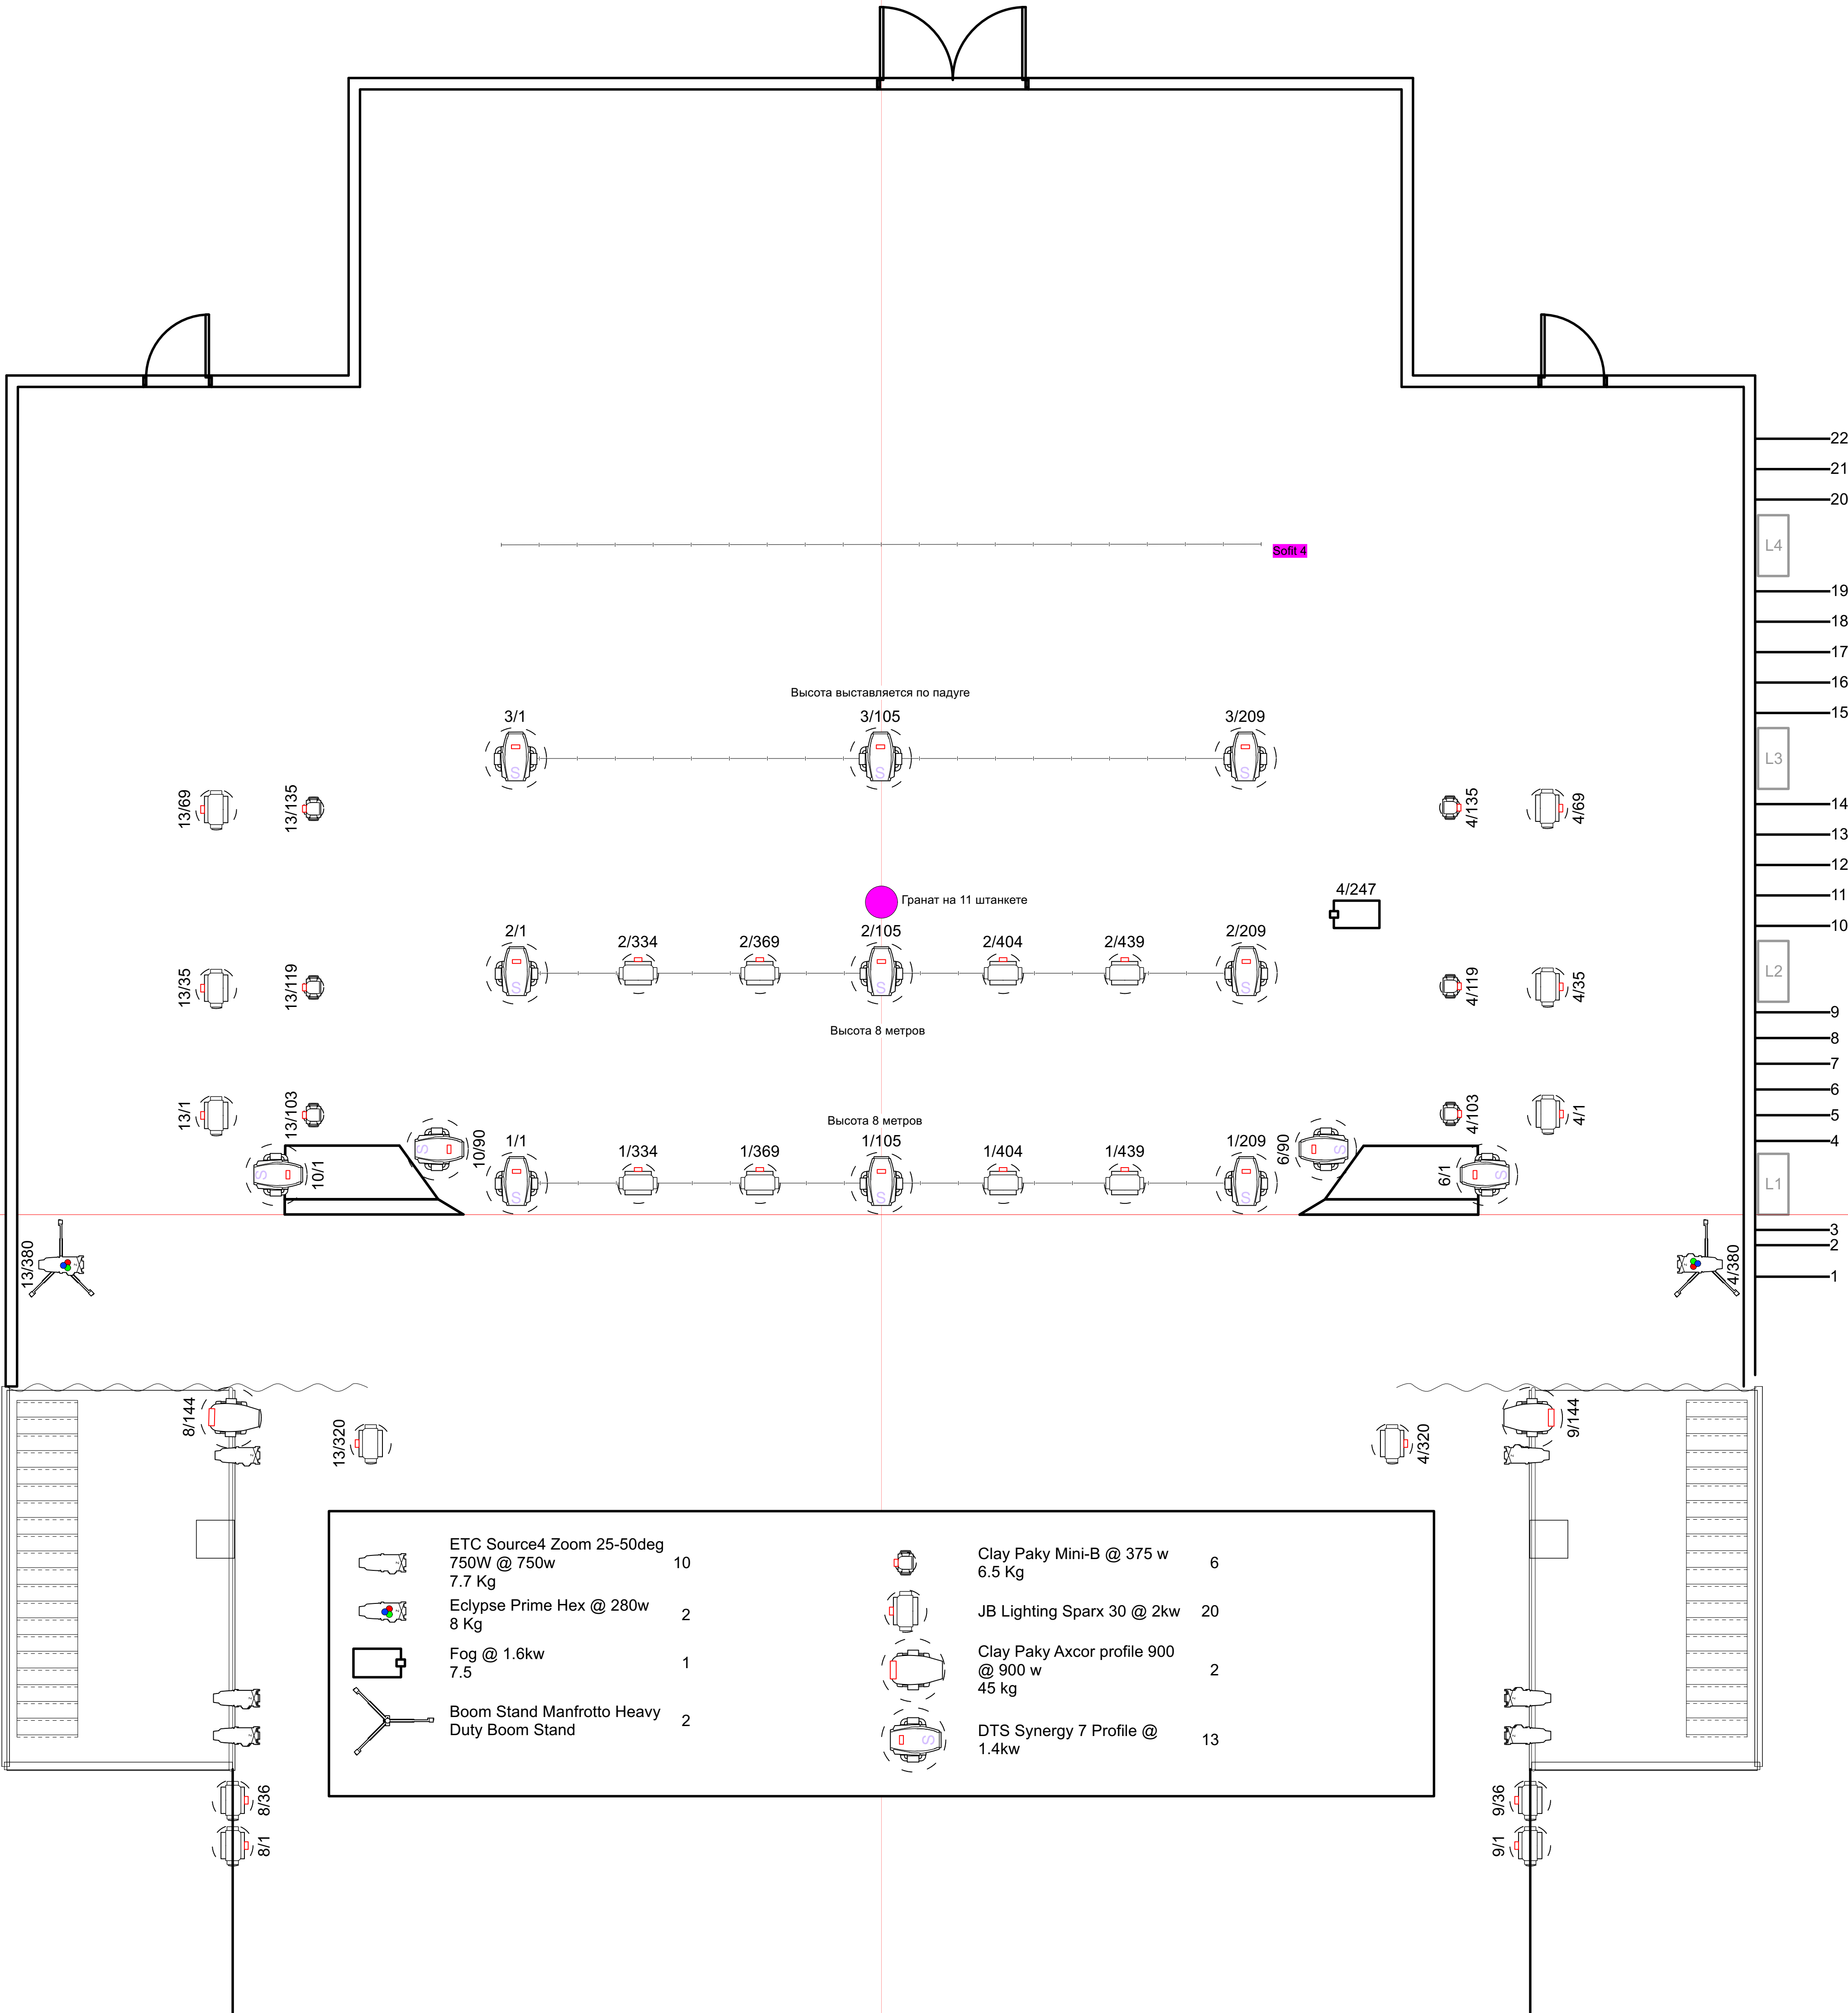 22
21
20
L4
Sofit 4
19
18
17
16
15
Высота выставляется по падуге
3/1
3/105
3/209
L3
13/69
13/135
4/135
4/69
14
13
12
11
10
4/247
Гранат на 11 штанкете
2/1
2/334
2/369
2/105
2/404
2/439
2/209
S
S
S
S
S
S
L2
13/35
13/119
4/119
4/35
9
8
7
6
5
4
Высота 8 метров
13/1
13/103
4/103
4/1
Высота 8 метров
10/1
10/90
1/1
1/334
1/369
1/105
1/404
1/439
1/209
6/90
6/1
S
S
S
S
S
S
S
L1
3
2
1
13/380
4/380
8/144
13/320
4/320
9/144
ETC Source4 Zoom 25-50deg
750W @ 750w
7.7 Kg
10
Eclypse Prime Hex @ 280w
8 Kg
2
Fog @ 1.6kw
7.5
1
Boom Stand Manfrotto Heavy
Duty Boom Stand
2
Clay Paky Mini-B @ 375 w
6.5 Kg
6
JB Lighting Sparx 30 @ 2kw
20
Clay Paky Axcor profile 900
@ 900 w
45 kg
2
S
DTS Synergy 7 Profile @
1.4kw
13
8/36
8/1
9/36
9/1